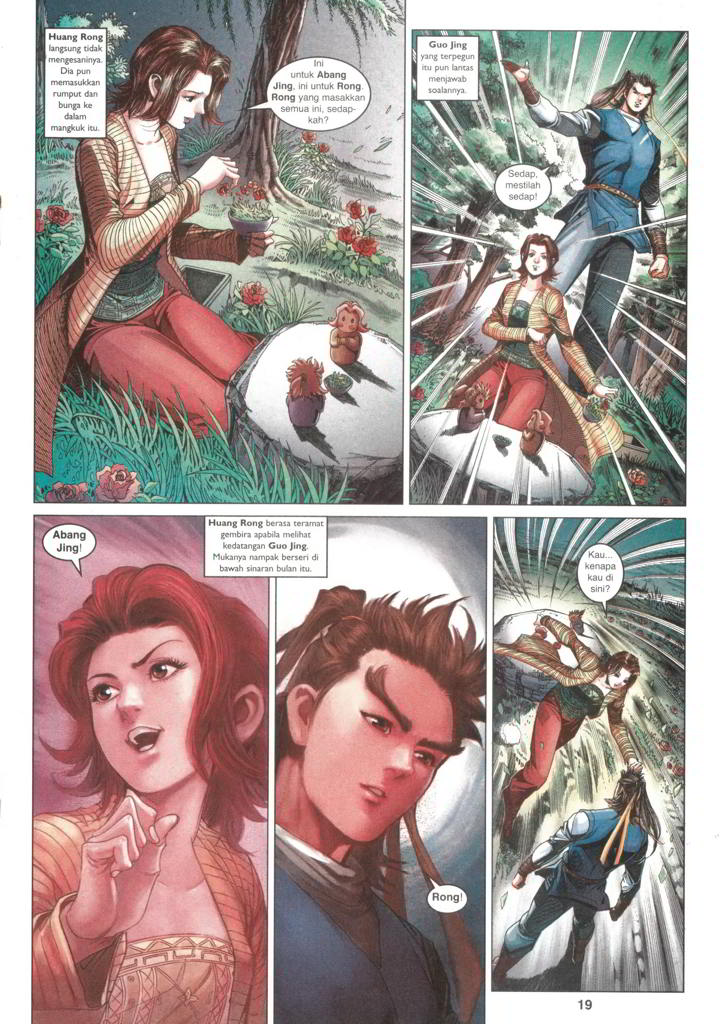 Huang Rong
langsung tidak
mengesaninya.
Dia pun
memasukkan
rumput dan
bunga ke
dalam
mangkuk itu.
Ini
untuk Abang
Jing, ini untuk Rong.
Rong yang masakkan
semua ini, sedap-
kah?
Guo Jing
yang terpegun
itu pun lantas
menjawab
soalannya.
Sedap,
mestilah
sedap!
Abang
Jing!
Huang Rong berasa teramat
gembira apabila melihat
kedatangan Guo Jing.
Mukanya nampak berseri di
bawah sinaran bulan itu.
Rong!
Kau...
kenapa
kau di
sini?
19